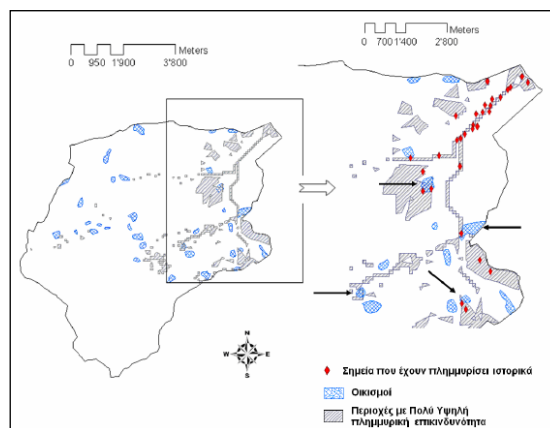 Meters
0 950 1'900 3'800
Meters
0 700 1'400 2'800
N
W E
S
Σημεία που έχουν πλημμυρίσει ιστορικά
Οικισμοί
Περιοχές με Πολύ Υψηλή
πλημμυρική επικινδυνότητα